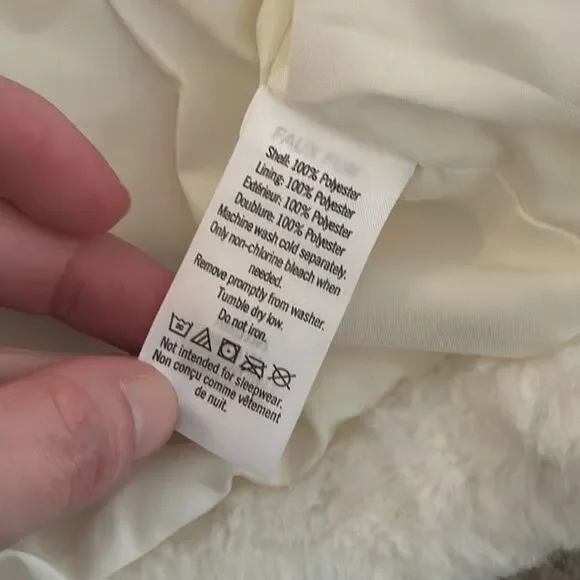 FAUX FUR
Shell: 100% Polyester
Lining: 100% Polyester
Extérieur: 100% Polyester
Doublure: 100% Polyester
Machine wash cold separately.
Only non-chlorine bleach when
needed.
Remove promptly from washer.
Tumble dry low.
Do not iron.
30
Not intended for sleepwear.
Non conçu comme vêtement
de nuit.